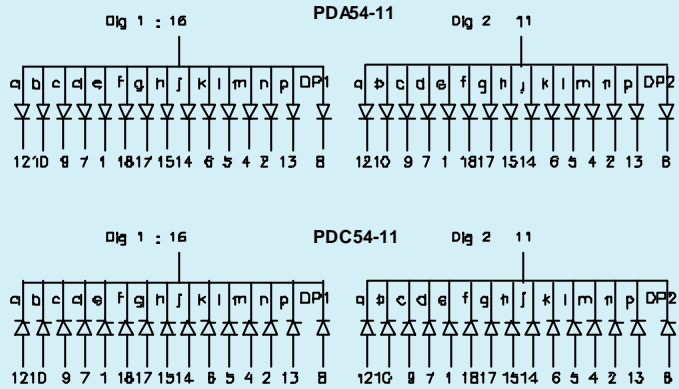 PDA54-11
Dig 1 : 16 Dig 2 11
a b c d e f g h j k l m n p DP1 a b c d e f g h j k l m n p DP2
12 10 9 7 1 18 17 15 14 6 5 4 2 13 8 12 10 9 7 1 18 17 15 14 6 5 4 2 13 8
Dig 1 : 16 PDC54-11 Dig 2 11
a b c d e f g h j k l m n p DP1 a b c d e f g h j k l m n p DP2
12 10 9 7 1 18 17 15 14 6 5 4 2 13 8 12 10 9 7 1 18 17 15 14 6 5 4 2 13 8